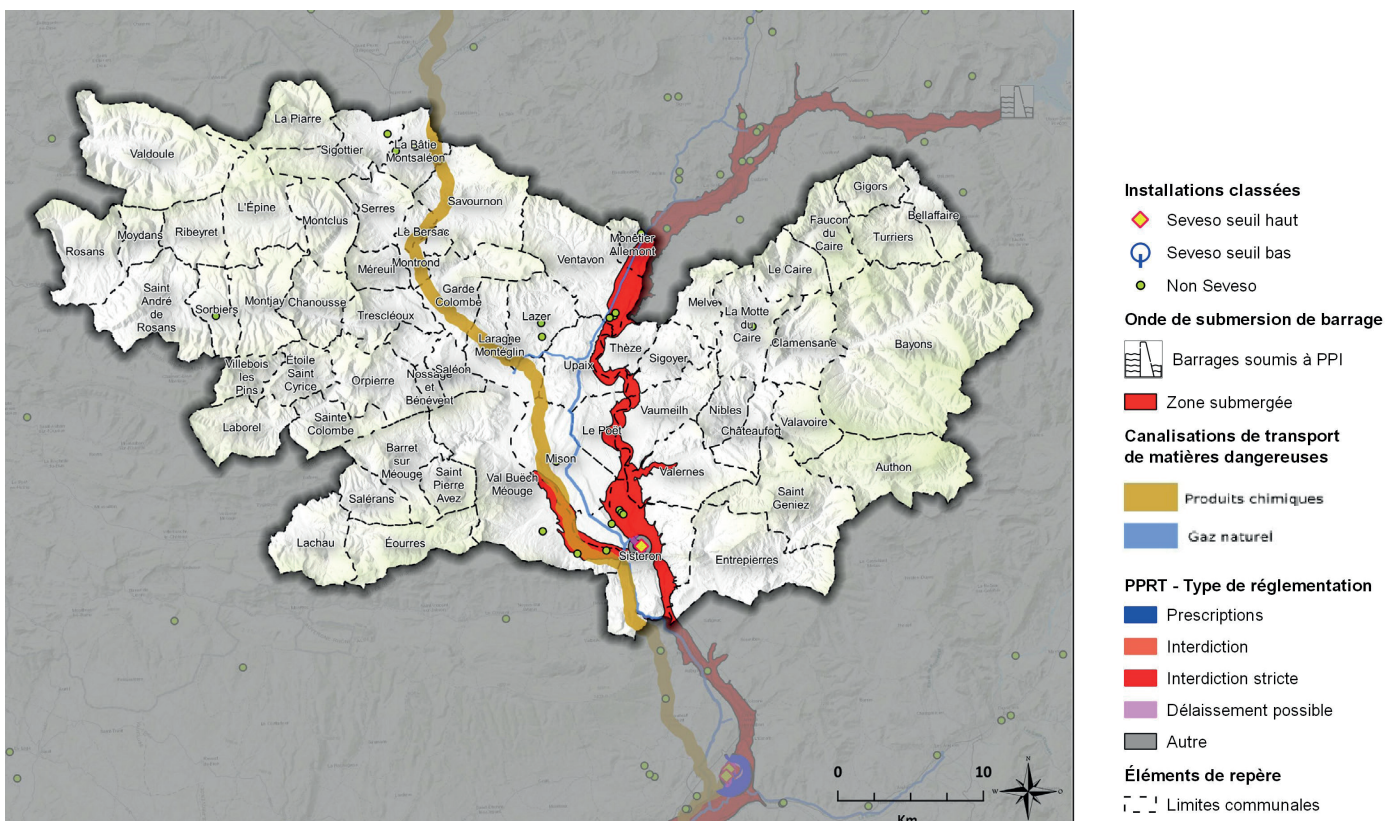 La Piarre
Valdoule
Sigottier
La Bâtie
Montsaléon
L'Épine
Montclus
Serres
Savournon
Rosans
Moydans
Ribeyret
Le Bersac
Méreuil
Montrond
Monêtier
Allemont
Ventavon
Saint
André
de
Rosans
Sorbiers
Montjay
Chanousse
Trescléoux
Garde
Colombe
Lazer
Laragne
Montéglin
Upaix
Thèze
Sigoyer
Melve
La Motte
du
Caire
Le Caire
Faucon
du
Caire
Gigors
Bellaffaire
Turriers
Clamensane
Bayons
Villebois
les
Pins
Étoile
Saint
Cyrice
Orpierre
Saléon
Nossage
et
Bénévent
Laborel
Sainte
Colombe
Vaumeilh
Nibles
Châteaufort
Valavoire
Le Poët
Barret
sur
Méouge
Saint
Pierre
Avez
Val Buëch
Méouge
Mison
Valernes
Authon
Salérans
Saint
Geniez
Lachau
Éourres
Sisteron
Entrepierres
0
10
Km
N
W
O
S
Installations classées
Seveso seuil haut
Seveso seuil bas
Non Seveso
Onde de submersion de barrage
Barrages soumis à PPI
Zone submergée
Canalisations de transport
de matières dangereuses
Produits chimiques
Gaz naturel
PPRT - Type de réglementation
Prescriptions
Interdiction
Interdiction stricte
Délaissement possible
Autre
Éléments de repère
Limites communales